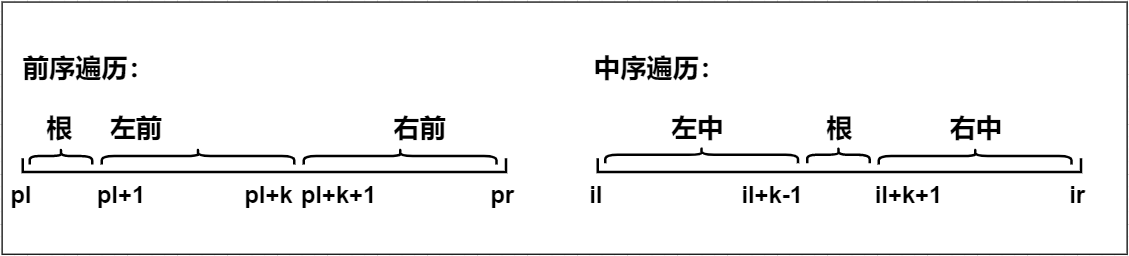 前序遍历： 中序遍历：
根 左前 右前 左中 根 右中
pl pl+1 pl+k pl+k+1 pr il il+k-1 il+k+1 ir